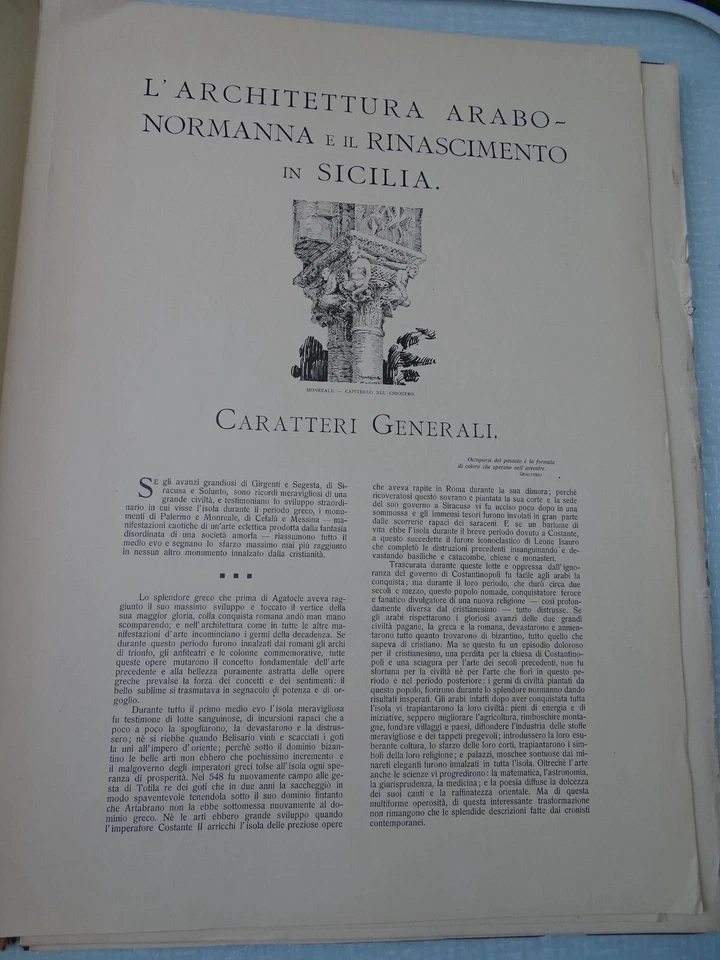 L'ARCHITETTURA ARABO-
NORMANNA E IL RINASCIMENTO
IN SICILIA.
MONREALE — CAPITELLO NEL CHIOSTRO.
CARATTERI GENERALI.
Occuparsi del passato è la fermata
di coloro che sperano nell'avvenire.
GUALTERIO
SE gli avanzi grandiosi di Girgenti e Segesta, di Si-
racusa e Solunto, sono ricordi meravigliosi di una
grande civiltà, e testimoniano lo sviluppo straordi-
nario in cui visse l'isola durante il periodo greco, i monu-
menti di Palermo e Monreale, di Cefalù e Messina — ma-
nifestazioni caotiche di un'arte eclettica prodotta dalla fantasia
disordinata di una società amorfa — riassumono tutto il
medio evo e segnano lo sforzo massimo mai più raggiunto
in nessun altro monumento innalzato dalla cristianità.
Lo splendore greco che prima di Agatocle aveva rag-
giunto il suo massimo sviluppo e toccato il vertice della
sua maggior gloria, colla conquista romana andò man mano
scomparendo; e nell'architettura come in tutte le altre ma-
nifestazioni d'arte incominciano i germi della decadenza. Se
durante questo periodo furono innalzati dai romani gli archi
di trionfo, gli anfiteatri e le colonne commemorative, tutte
queste opere mutarono il concetto fondamentale dell'arte
precedente e alla bellezza puramente astratta delle opere
greche prevalse la forza dei concetti e dei sentimenti: il
bello sublime si trasmutava in segnacolo di potenza e di or-
goglio.
Durante tutto il primo medio evo l'isola meravigliosa
fu testimone di lotte sanguinose, di incursioni rapaci che a
poco a poco la spogliarono, la devastarono e la distrus-
sero; nè si riebbe quando Belisario vinti e scacciati i goti
la unì all'impero d'oriente; perchè sotto il dominio bizan-
tino le belle arti non ebbero che pochissimo incremento e
il malgoverno degli imperatori greci tolse all'isola ogni spe-
ranza di prosperità. Nel 548 fu nuovamente campo alle ge-
sta di Totila re dei goti che in due anni la saccheggiò in
modo spaventevole tenendola sotto il suo dominio fintanto
che Artabrano non la ebbe sottomessa nuovamente al do-
minio greco. Nè le arti ebbero grande sviluppo quando
l'imperatore Costante II arricchì l'isola delle preziose opere
che aveva rapite in Roma durante la sua dimora; perchè
ricoveratosi questo sovrano e piantata la sua corte e la sede
del suo governo a Siracusa vi fu ucciso poco dopo in una
sommossa e gli immensi tesori furono involati in gran parte
dalle scorrerie rapaci dei saraceni. E se un barlume di
vita ebbe l'isola durante il breve periodo dovuto a Costante,
a questo succedette il furore iconoclastico di Leone Isauro
che completò le distruzioni precedenti insanguinando e de-
vastando basiliche e catacombe, chiese e monasteri.
Trascurata durante queste lotte e oppressa dall'igno-
ranza del governo di Costantinopoli fu facile agli arabi la
conquista; ma durante il loro periodo, che durò circa due
secoli e mezzo, questo popolo nomade, conquistatore feroce
e fanatico divulgatore di una nuova religione — così profon-
damente diversa dal cristianesimo — tutto distrusse. Se
gli arabi rispettarono i gloriosi avanzi delle due grandi
civiltà pagane, la greca e la romana, devastarono e annien-
tarono tutto quanto trovarono di bizantino, tutto quello che
sapeva di cristiano. Ma se questo fu un episodio doloroso
per il cristianesimo, una perdita per la chiesa di Costantino-
poli e una sciagura per l'arte dei secoli precedenti, non fu
sfortuna per la civiltà nè per l'arte che fiorì in questo pe-
riodo e nel periodo posteriore: i germi di civiltà piantati da
questo popolo, fiorirono durante lo splendore normanno dando
risultati insperati. Gli arabi infatti dopo aver conquistata tutta
l'isola vi trapiantarono la loro civiltà: pieni di energia e di
iniziative, seppero migliorare l'agricoltura, rimboschire monta-
gne, fondare villaggi e paesi, diffondere l'industria delle stoffe
meravigliose e dei tappeti pregevoli; introdussero la loro esu-
berante coltura, lo sfarzo delle loro corti, trapiantarono i sim-
boli della loro religione; e palazzi, moschee sontuose dai mi-
nareti eleganti furono innalzati in tutta l'isola. Oltrechè l'arte
anche le scienze vi progredirono: la matematica, l'astronomia,
la giurisprudenza, la medicina; e la poesia diffuse la dolcezza
dei suoi canti e la raffinatezza orientale. Ma di questa
multiforme operosità, di questa interessante trasformazione
non rimangono che le splendide descrizioni fatte dai cronisti
contemporanei.